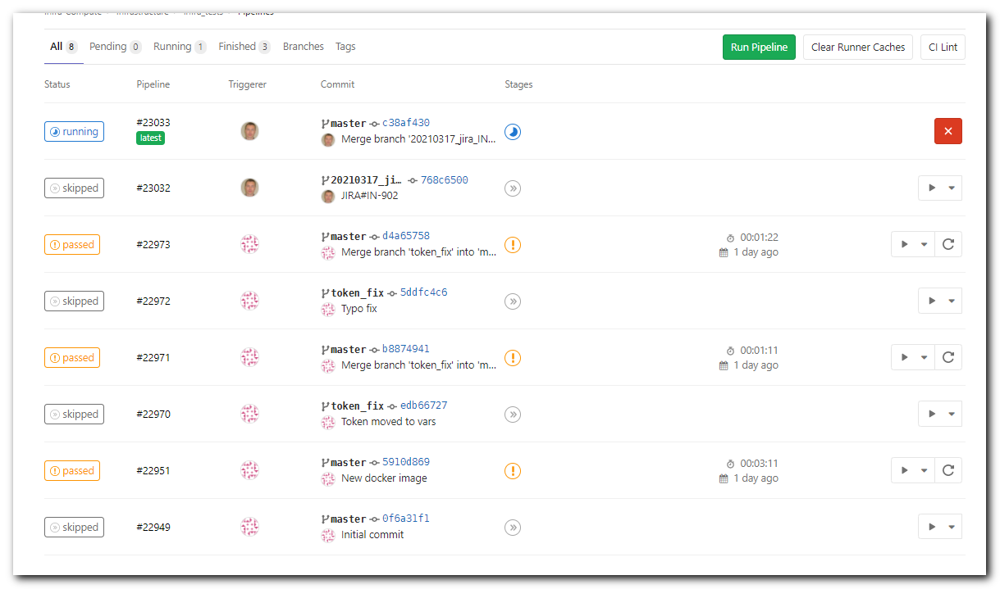 Infra-Compute Infrastructure infra_tests Pipelines
All 8 Pending 0 Running 1 Finished 3 Branches Tags Run Pipeline Clear Runner Caches CI Lint
Status Pipeline Triggerer Commit Stages
running #23033 latest master c38af430
Merge branch '20210317_jira_IN...
skipped #23032 20210317_ji… 768c6500
JIRA#IN-902
passed #22973 master d4a65758 00:01:22
Merge branch 'token_fix' into 'm... 1 day ago
skipped #22972 token_fix 5ddfc4c6
Typo fix
passed #22971 master b8874941 00:01:11
Merge branch 'token_fix' into 'm... 1 day ago
skipped #22970 token_fix edb66727
Token moved to vars
passed #22951 master 5910d869 00:03:11
New docker image 1 day ago
skipped #22949 master 0f6a31f1
Initial commit